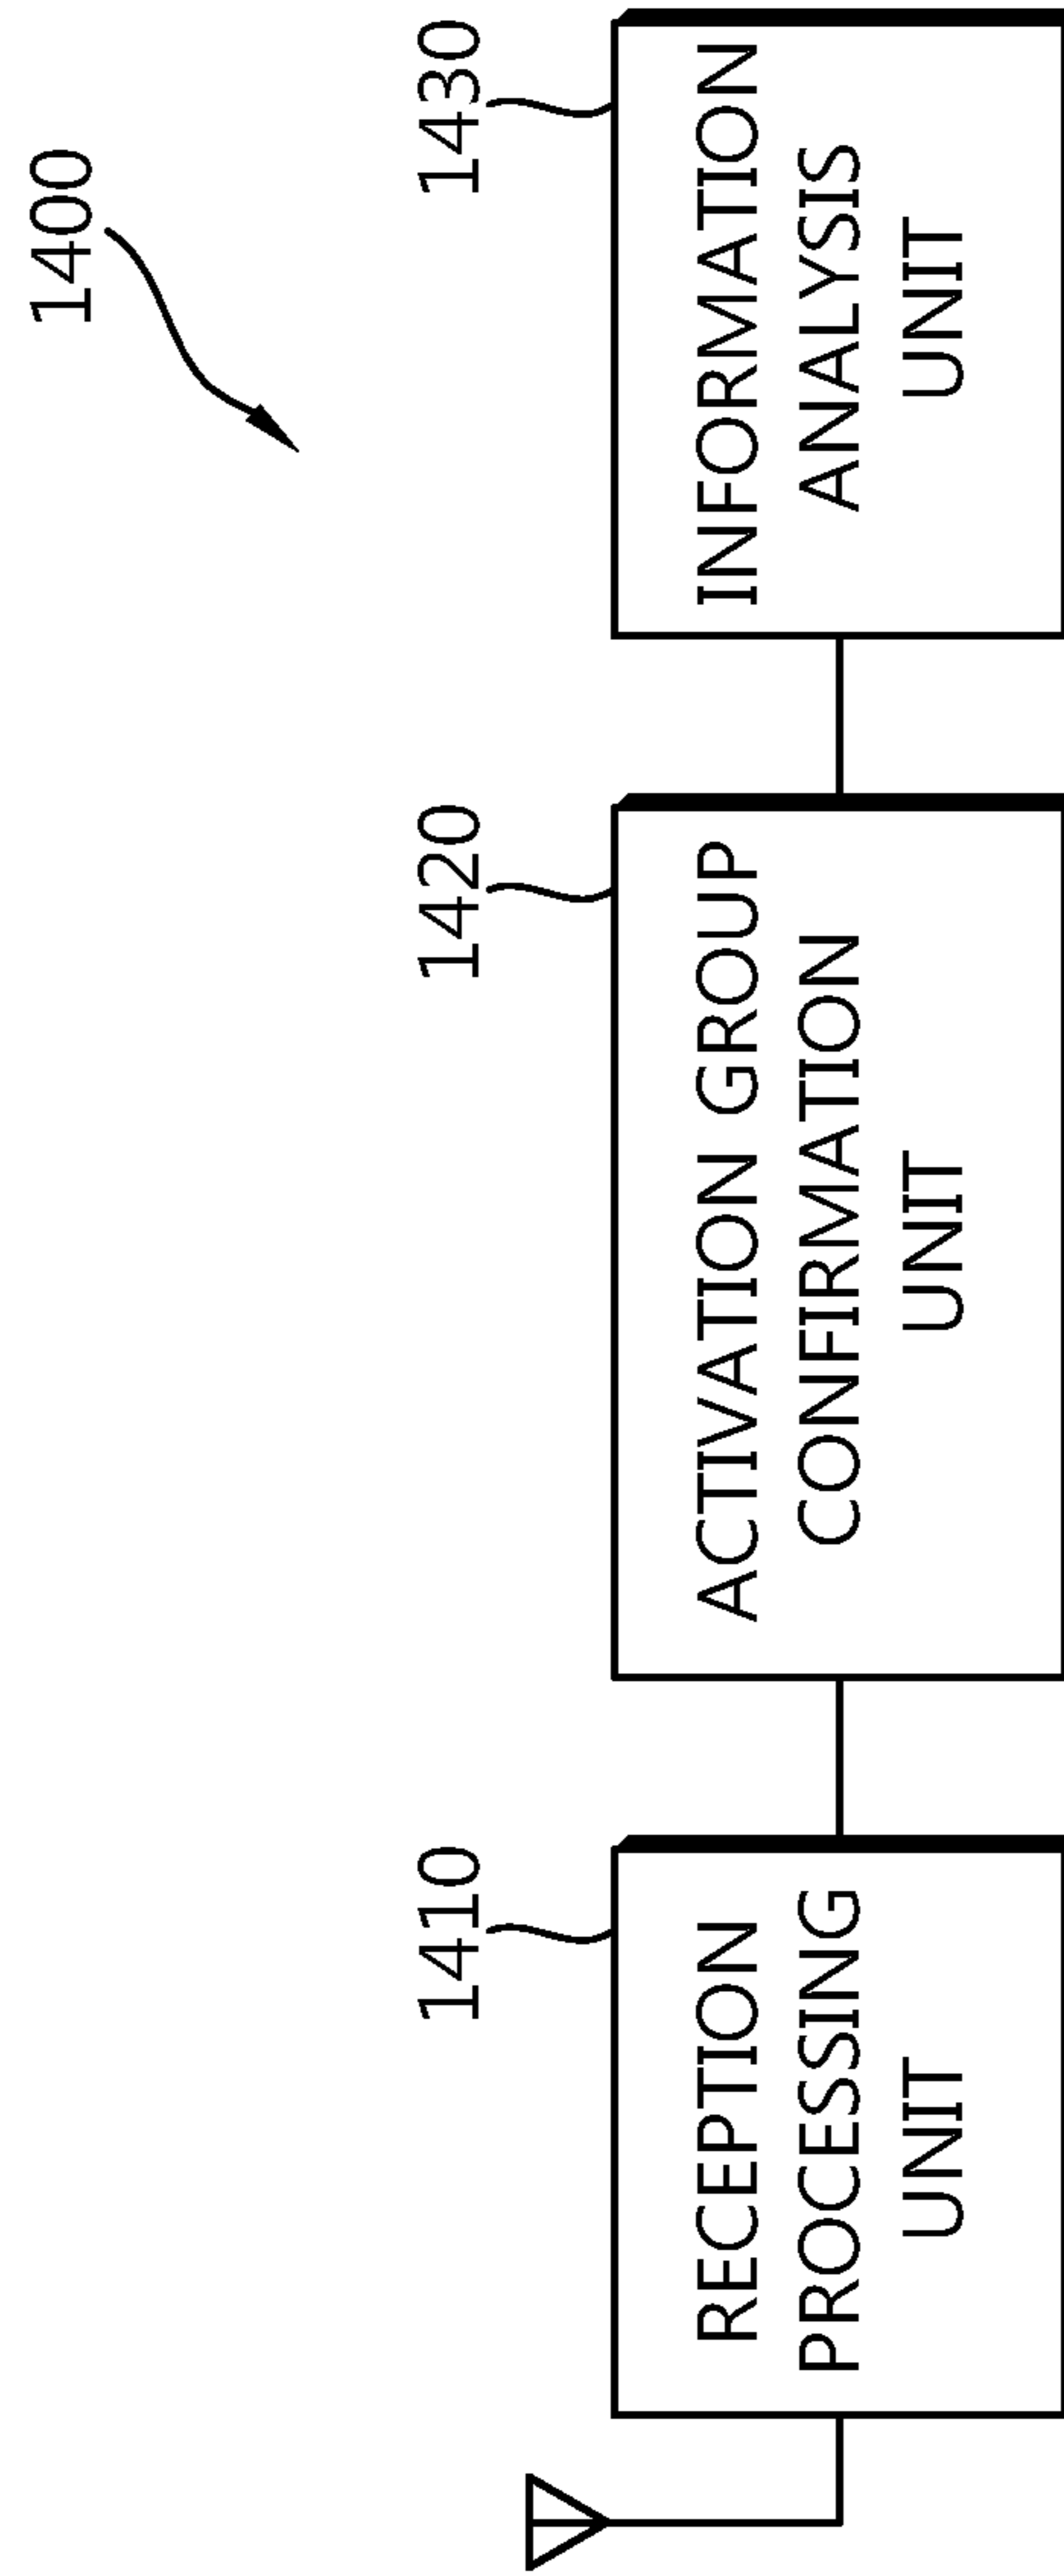 1400
1410
RECEPTION
PROCESSING
UNIT
1420
ACTIVATION GROUP
CONFIRMATION
UNIT
1430
INFORMATION
ANALYSIS
UNIT